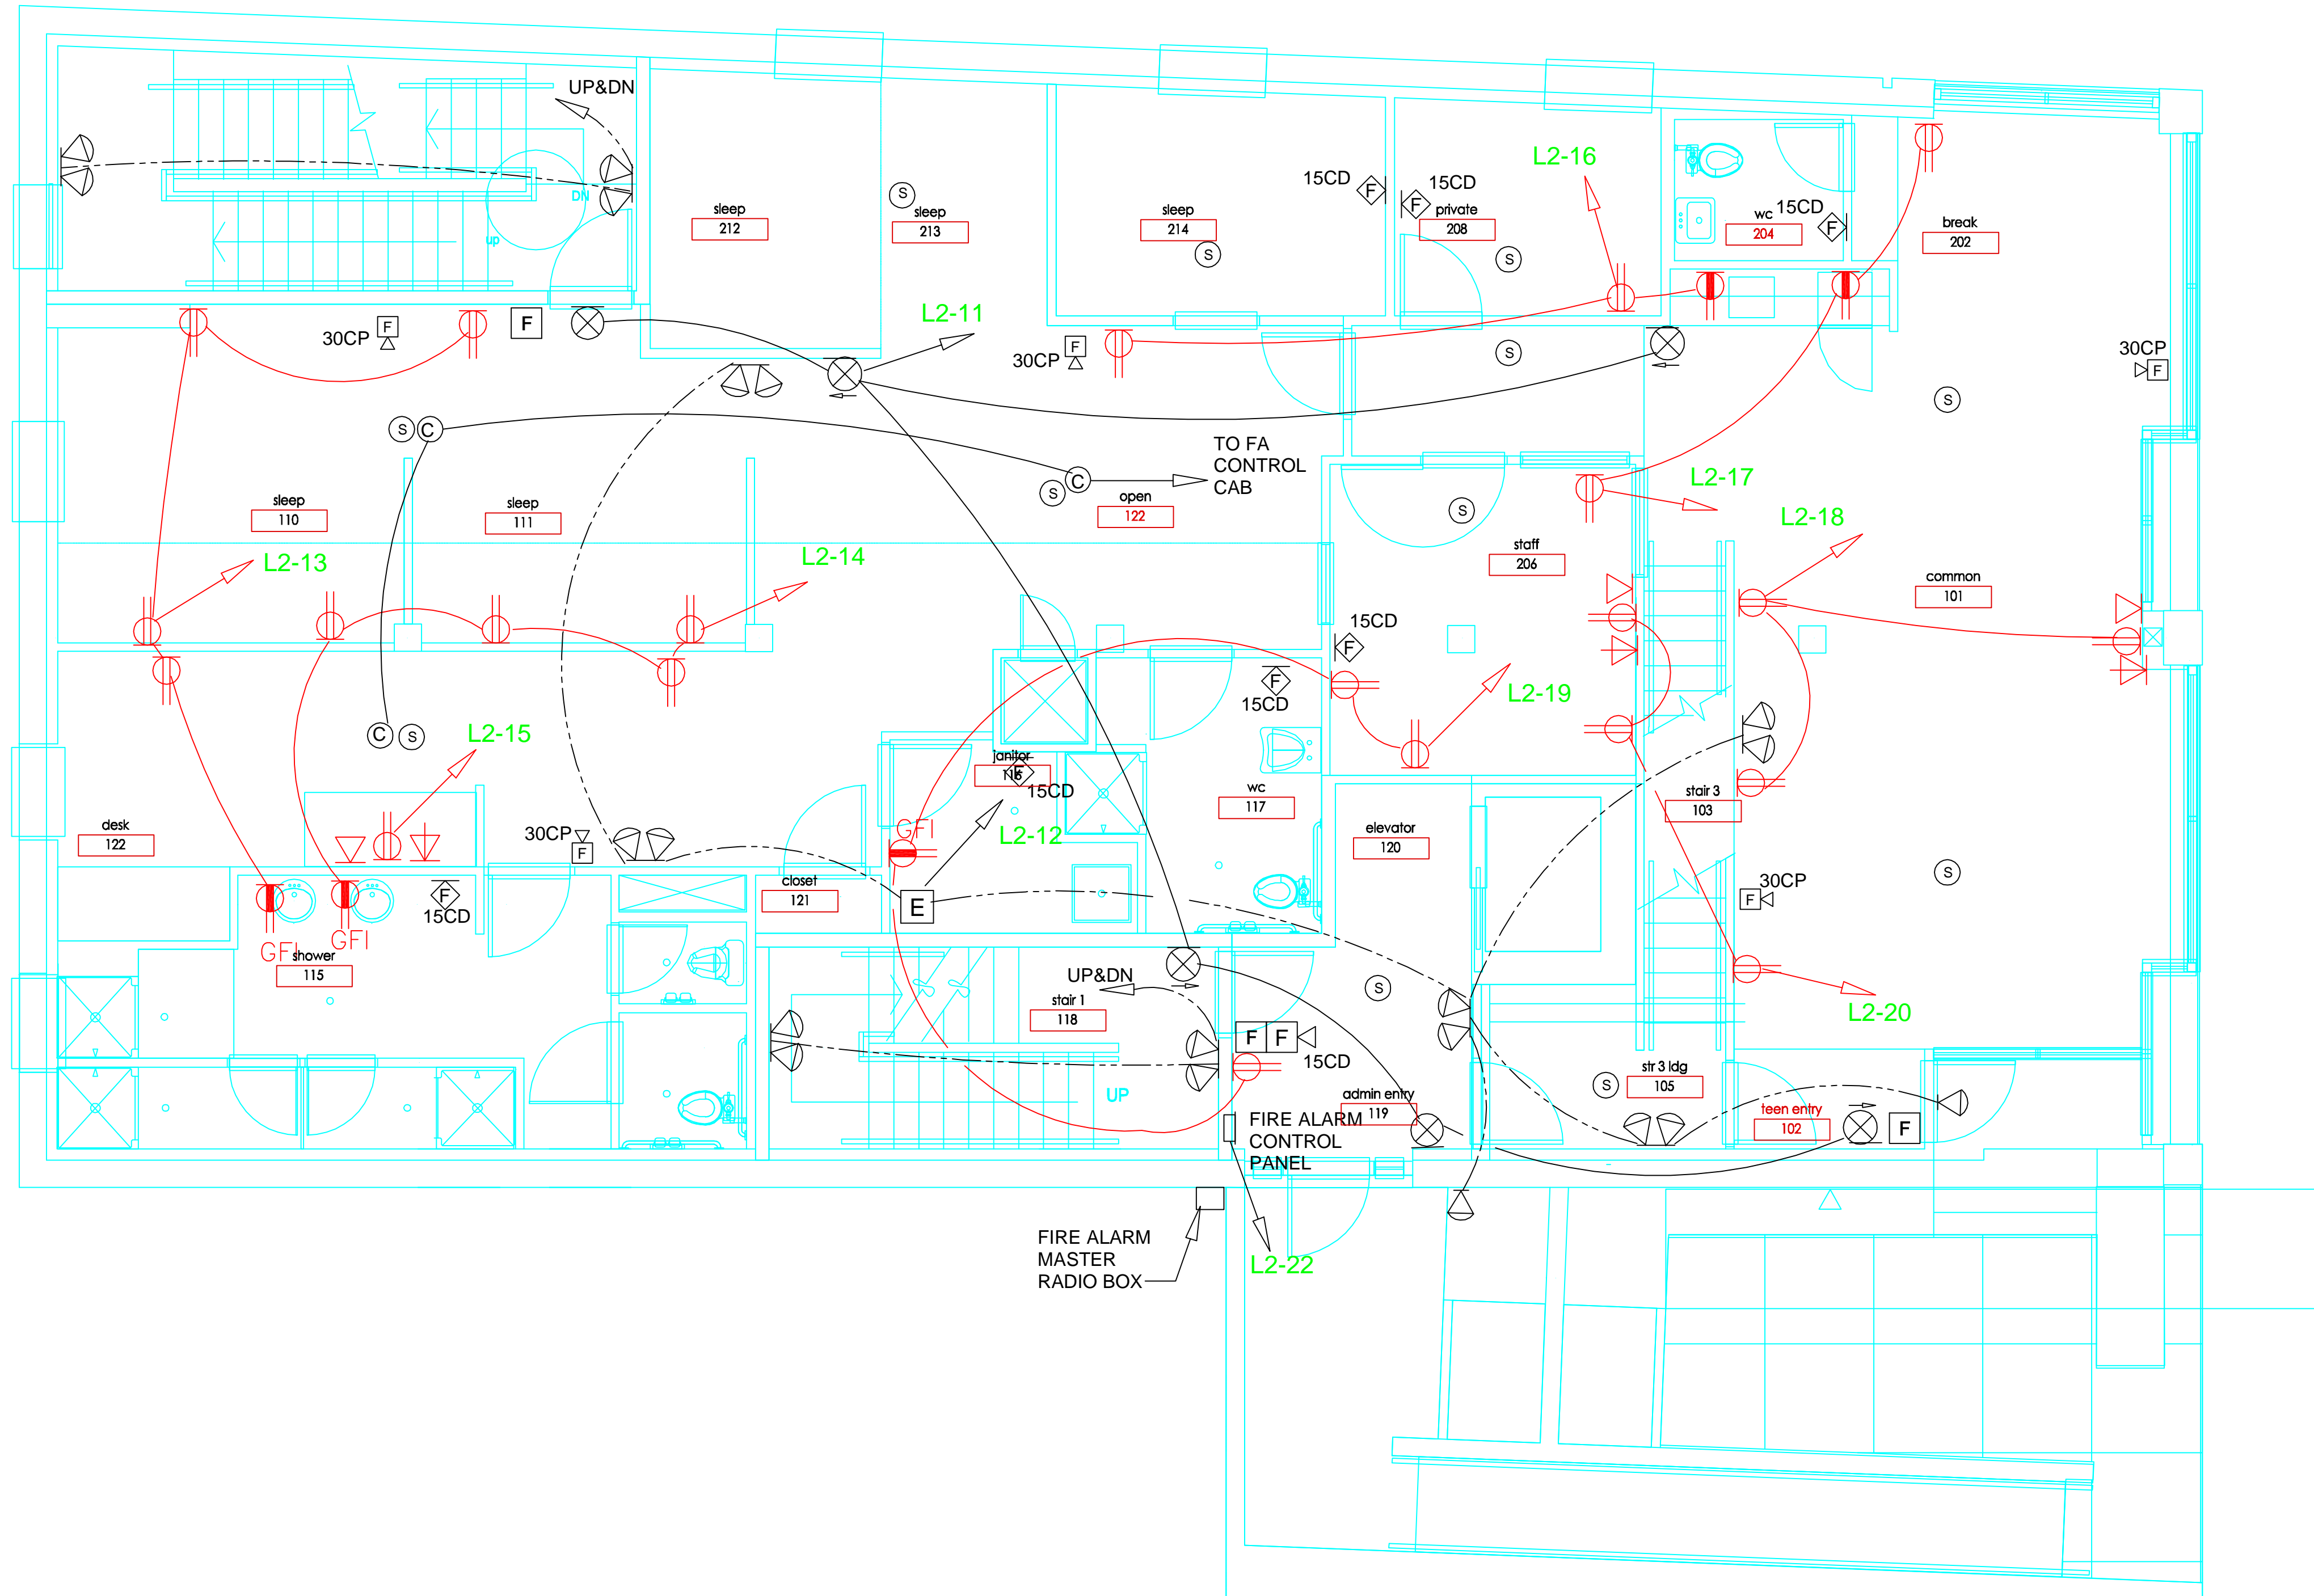 UP&DN
DN
up
sleep
212
S
sleep
213
sleep
214
S
15CD
F
15CD
F
private
208
S
L2-16
wc
204
15CD
F
break
202
30CP
F
F
L2-11
30CP
F
S
30CP
F
S
S
C
TO FA
CONTROL
CAB
S
C
open
122
S
L2-17
L2-18
sleep
110
sleep
111
L2-13
L2-14
staff
206
common
101
15CD
F
F
15CD
L2-19
C
S
L2-15
janitor
116
F
15CD
L2-12
wc
117
elevator
120
stair 3
103
desk
122
30CP
F
GFI
closet
121
E
30CP
F
S
F
15CD
GFI
GFI
shower
115
UP&DN
stair 1
118
S
L2-20
F
F
15CD
UP
S
str 3 ldg
105
admin entry
119
teen entry
102
F
FIRE ALARM
CONTROL
PANEL
FIRE ALARM
MASTER
RADIO BOX
L2-22